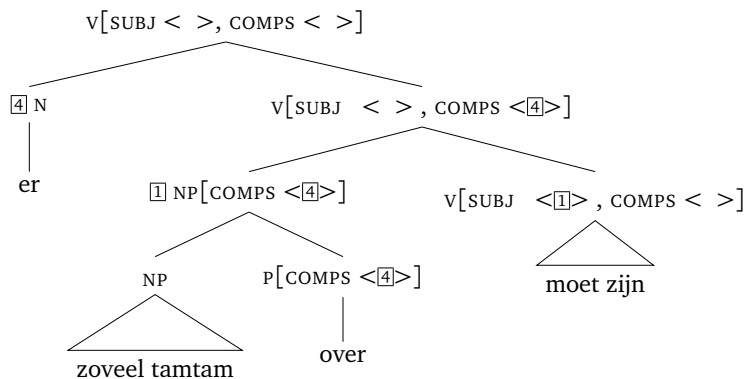 V[SUBJ < >, COMPS < >]
4 N
V[SUBJ < > , COMPS <4>]
er
1 NP[COMPS <4>]
V[SUBJ <1> , COMPS < >]
NP
P[COMPS <4>]
moet zijn
zoveel tamtam
over